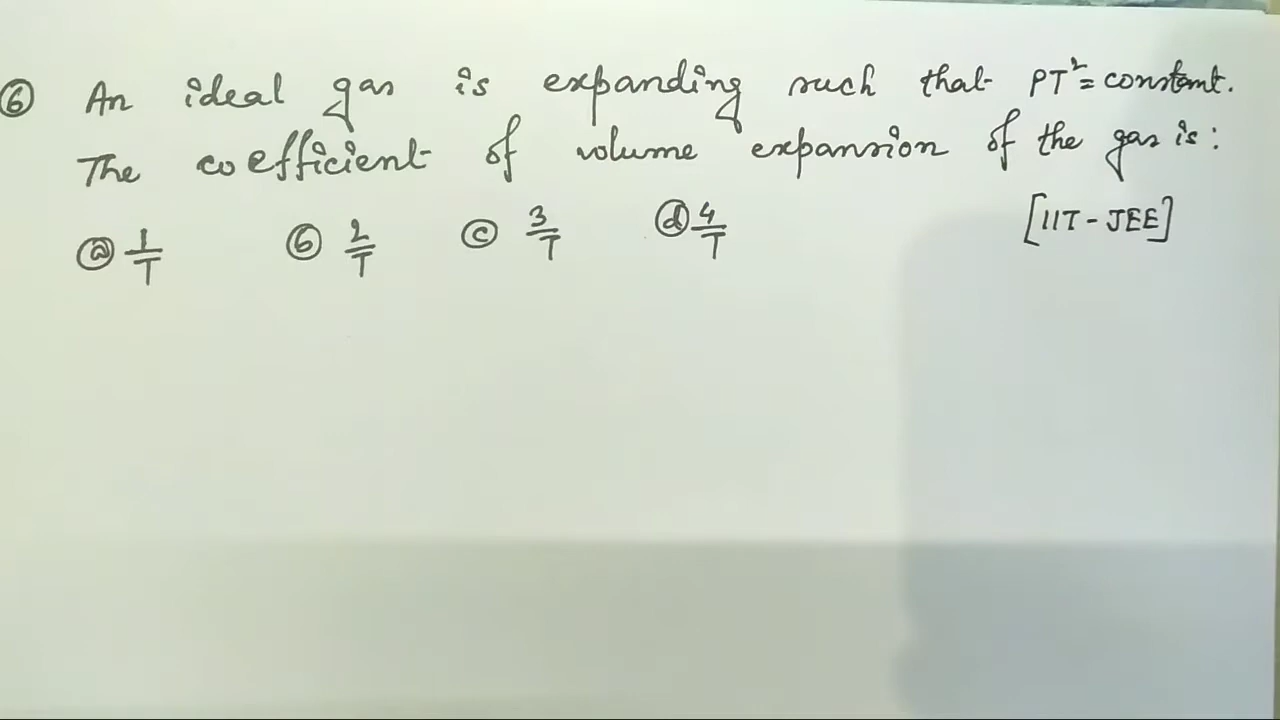 ⑥ An ideal gas is expanding such that PT² = constant.
The coefficient of volume expansion of the gas is :
ⓐ 1/T ⓑ 2/T ⓒ 3/T ⓓ 4/T [IIT - JEE]